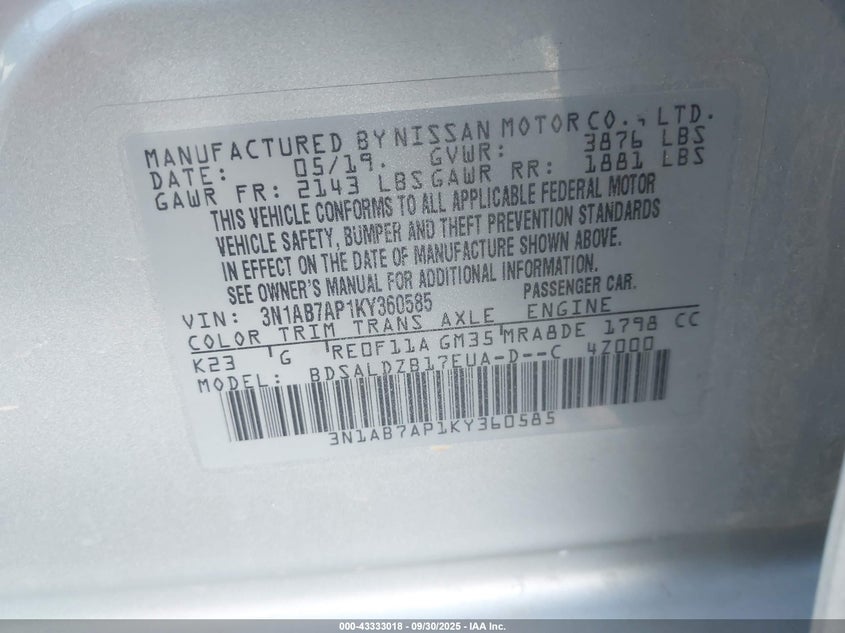 MANUFACTURED BY NISSAN MOTOR CO., LTD.
DATE: 05/19. GVWR: 3876 LBS
GAWR FR: 2143 LBS GAWR RR: 1881 LBS
THIS VEHICLE CONFORMS TO ALL APPLICABLE FEDERAL MOTOR
VEHICLE SAFETY, BUMPER AND THEFT PREVENTION STANDARDS
IN EFFECT ON THE DATE OF MANUFACTURE SHOWN ABOVE.
SEE OWNER'S MANUAL FOR ADDITIONAL INFORMATION.
VIN: 3N1AB7AP1KY360585 PASSENGER CAR.
COLOR TRIM TRANS AXLE ENGINE
K23 G RE0F11A GM35 MRA8DE 1798 CC
MODEL: BDSALDZB17EUA-D--C 4Z000
3N1AB7AP1KY360585
000-43333018 - 09/30/2025 - IAA Inc.